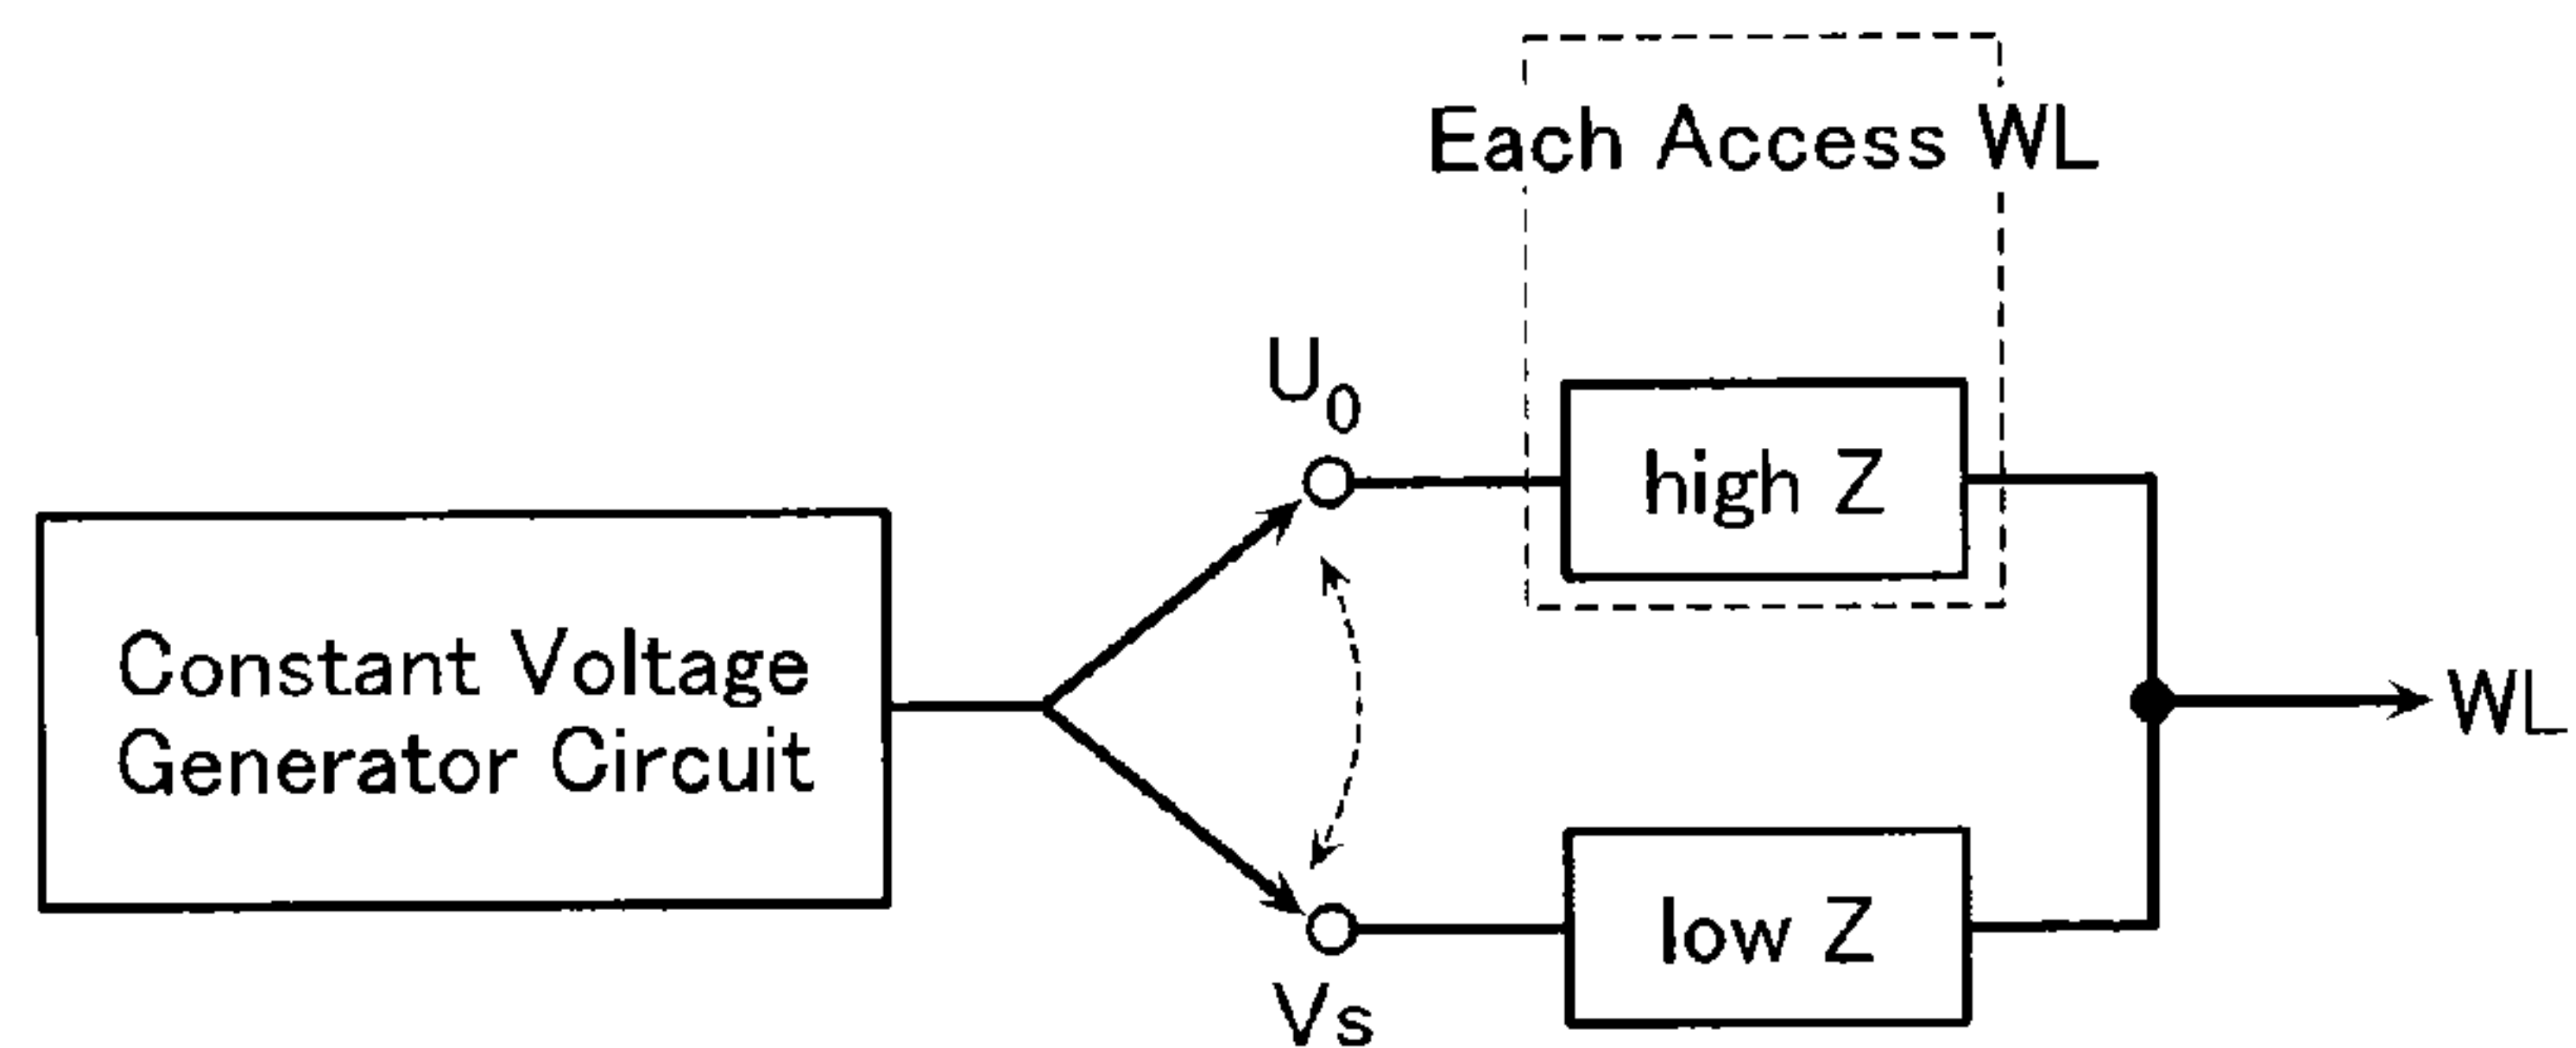 Each Access WL
U0
high Z
Constant Voltage
Generator Circuit
WL
low Z
Vs